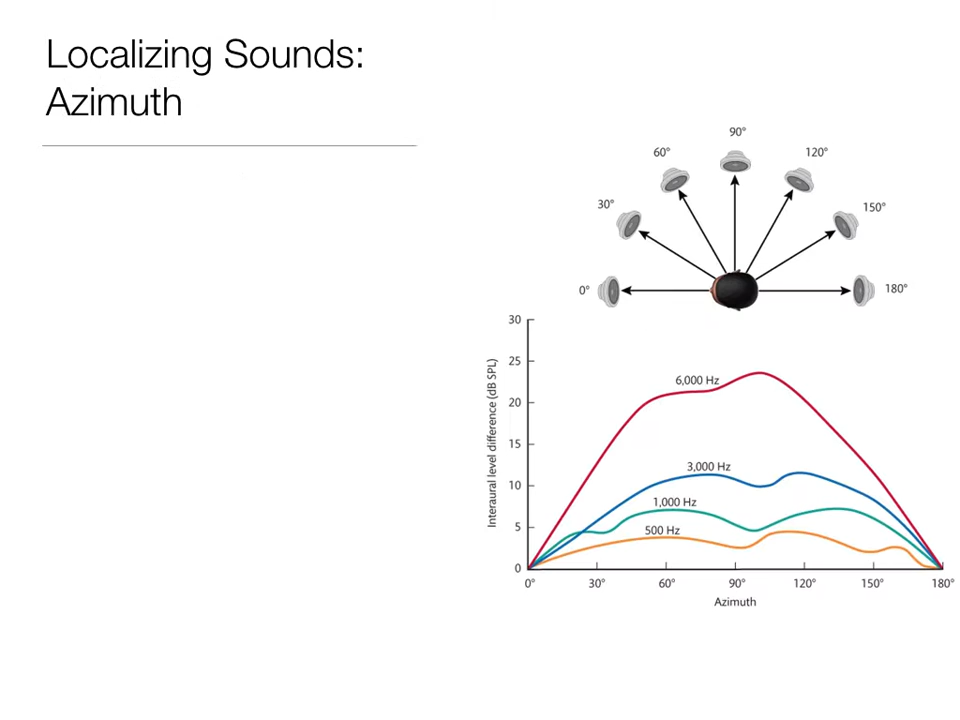 Localizing Sounds:
Azimuth
90°
60°
120°
30°
150°
0°
180°
30
25
20
15
10
5
0
Interaural level difference (dB SPL)
6,000 Hz
3,000 Hz
1,000 Hz
500 Hz
0° 30° 60° 90° 120° 150° 180°
Azimuth